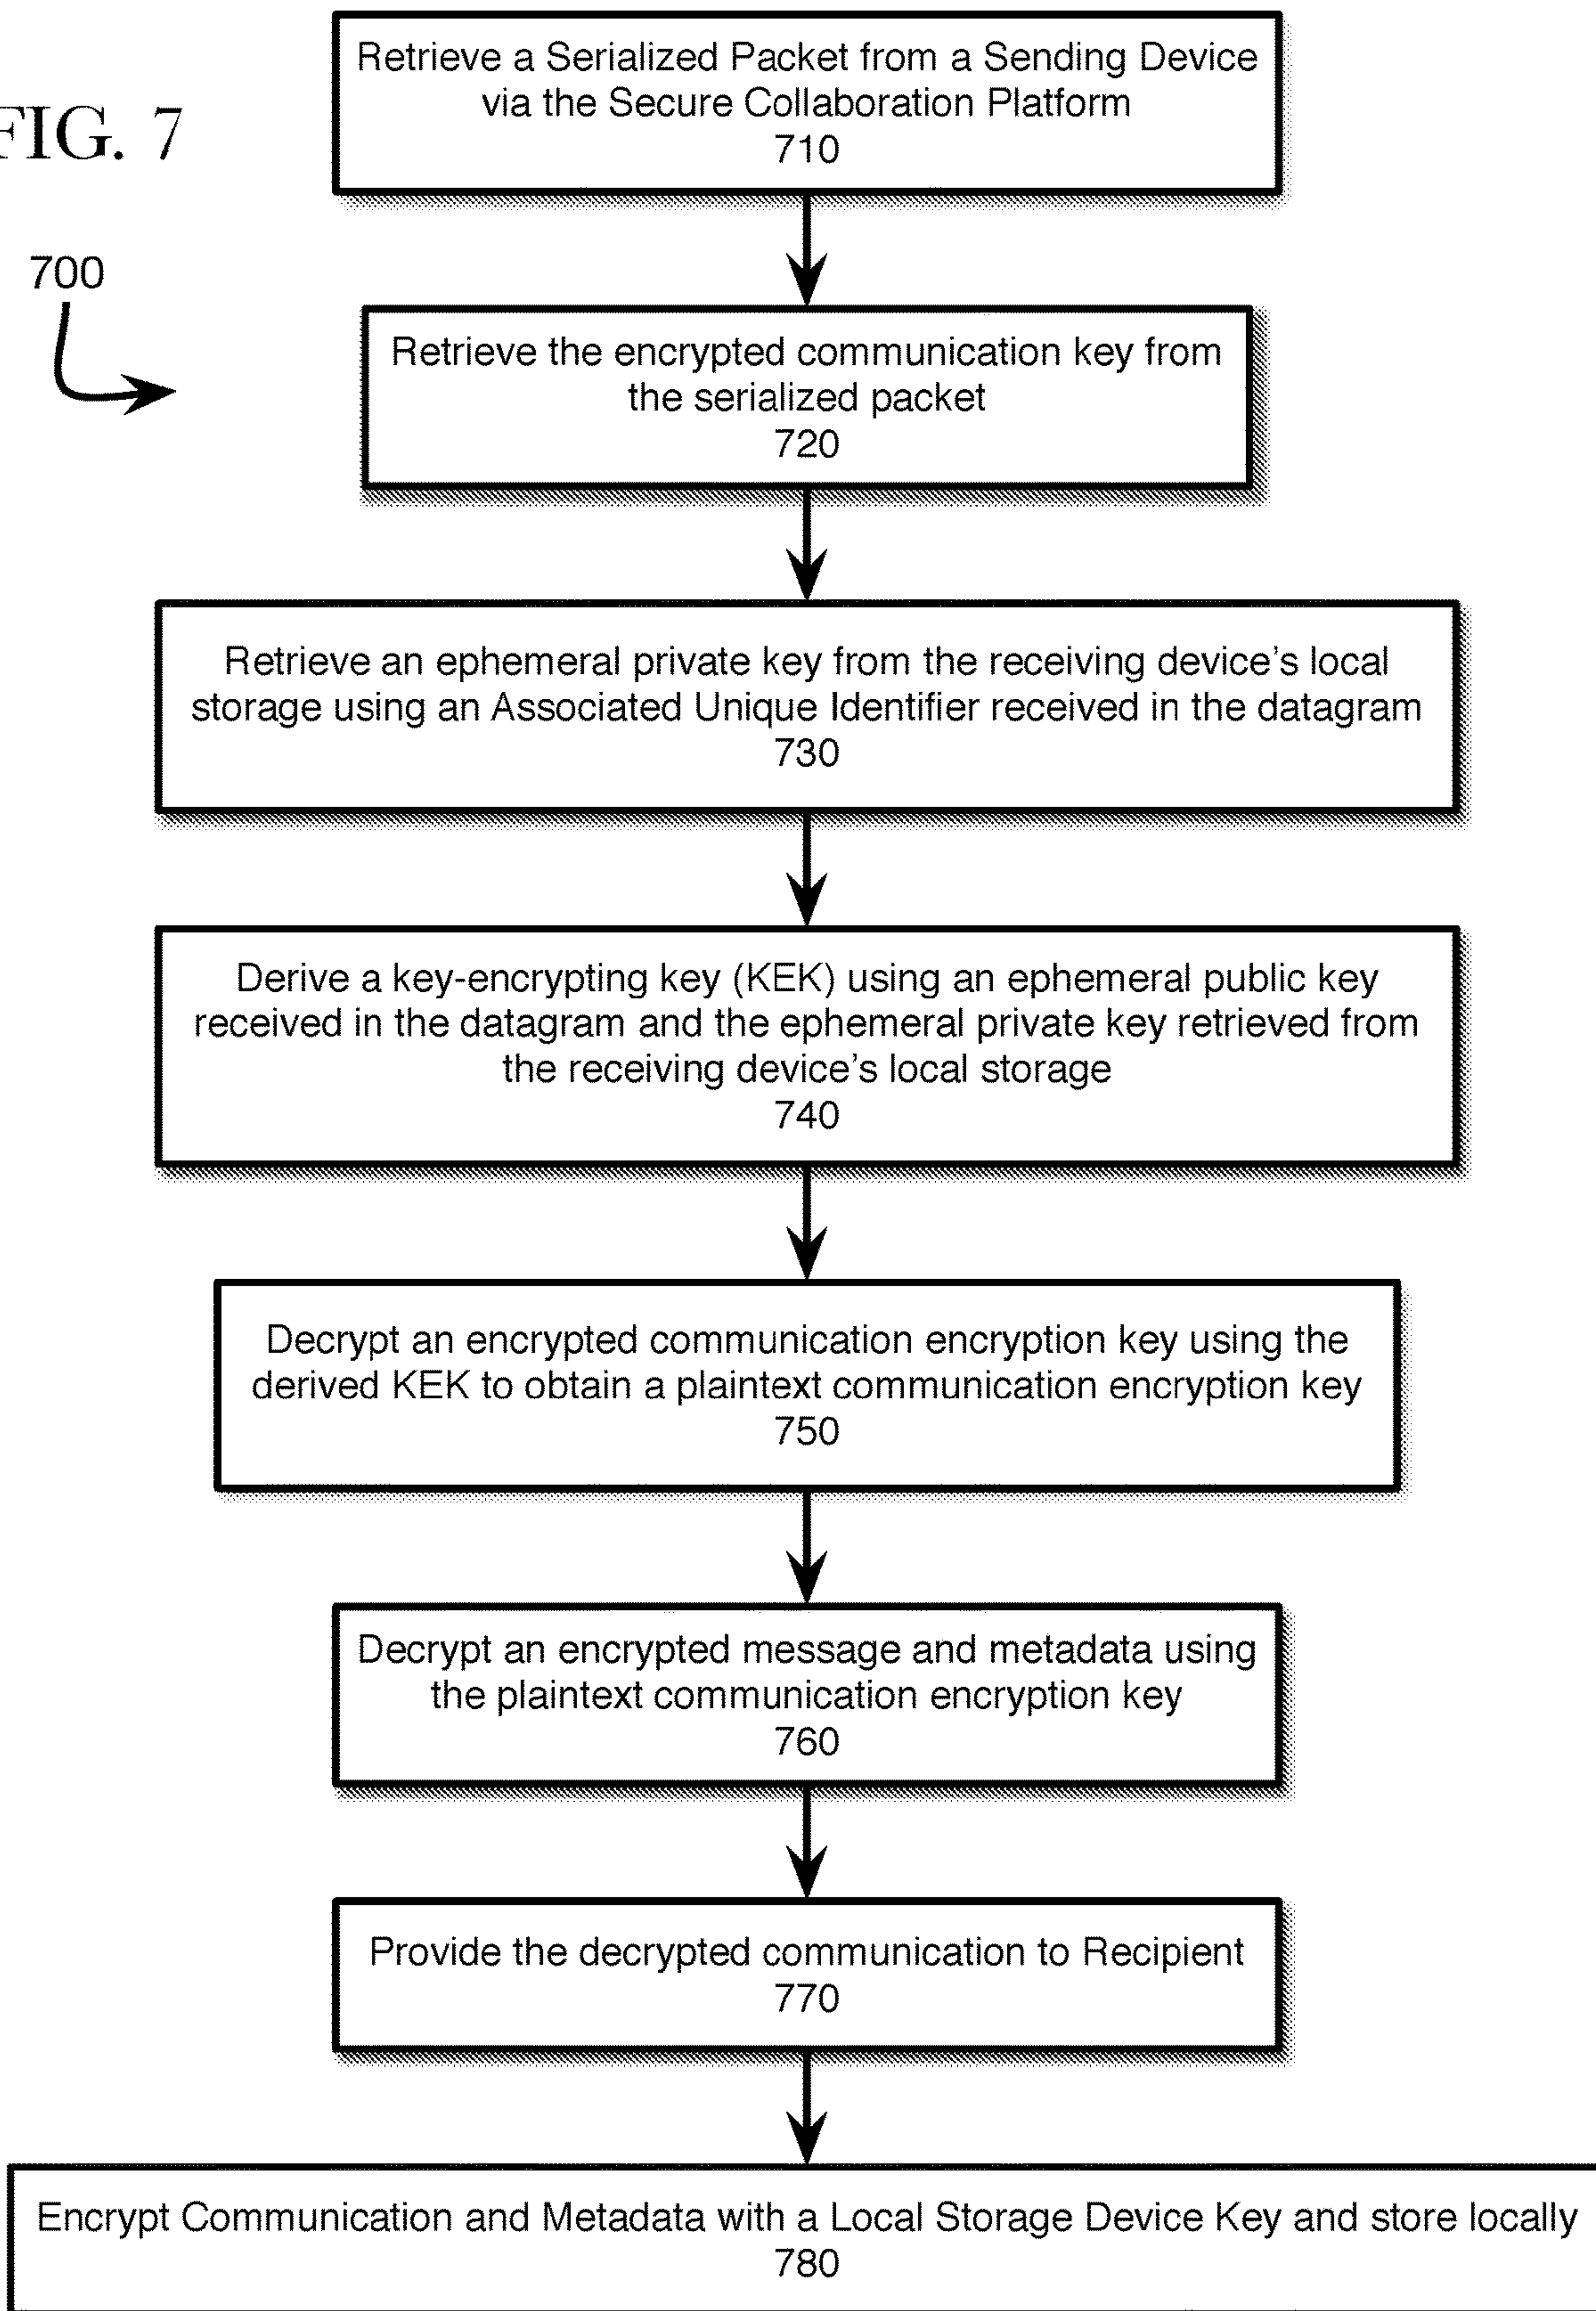 Retrieve a Serialized Packet from a Sending Device
via the Secure Collaboration Platform
710
FIG. 7
700
Retrieve the encrypted communication key from
the serialized packet
720
Retrieve an ephemeral private key from the receiving device's local
storage using an Associated Unique Identifier received in the datagram
730
Derive a key-encrypting key (KEK) using an ephemeral public key
received in the datagram and the ephemeral private key retrieved from
the receiving device's local storage
740
Decrypt an encrypted communication encryption key using the
derived KEK to obtain a plaintext communication encryption key
750
Decrypt an encrypted message and metadata using
the plaintext communication encryption key
760
Provide the decrypted communication to Recipient
770
Encrypt Communication and Metadata with a Local Storage Device Key and store locally
780